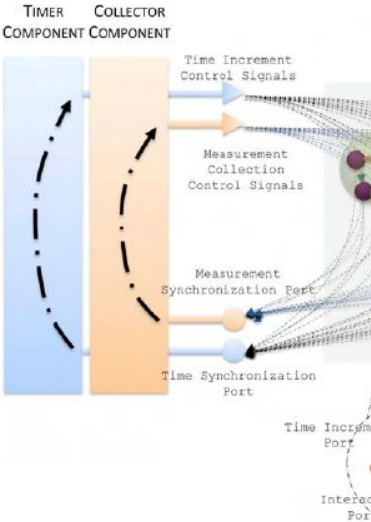 TIMER COMPONENT
COLLECTOR COMPONENT
Time Increment
Control Signals
Measurement
Collection
Control Signals
Measurement
Synchronization Port
Time Synchronization
Port
Time Increm
Port
Interac
Por